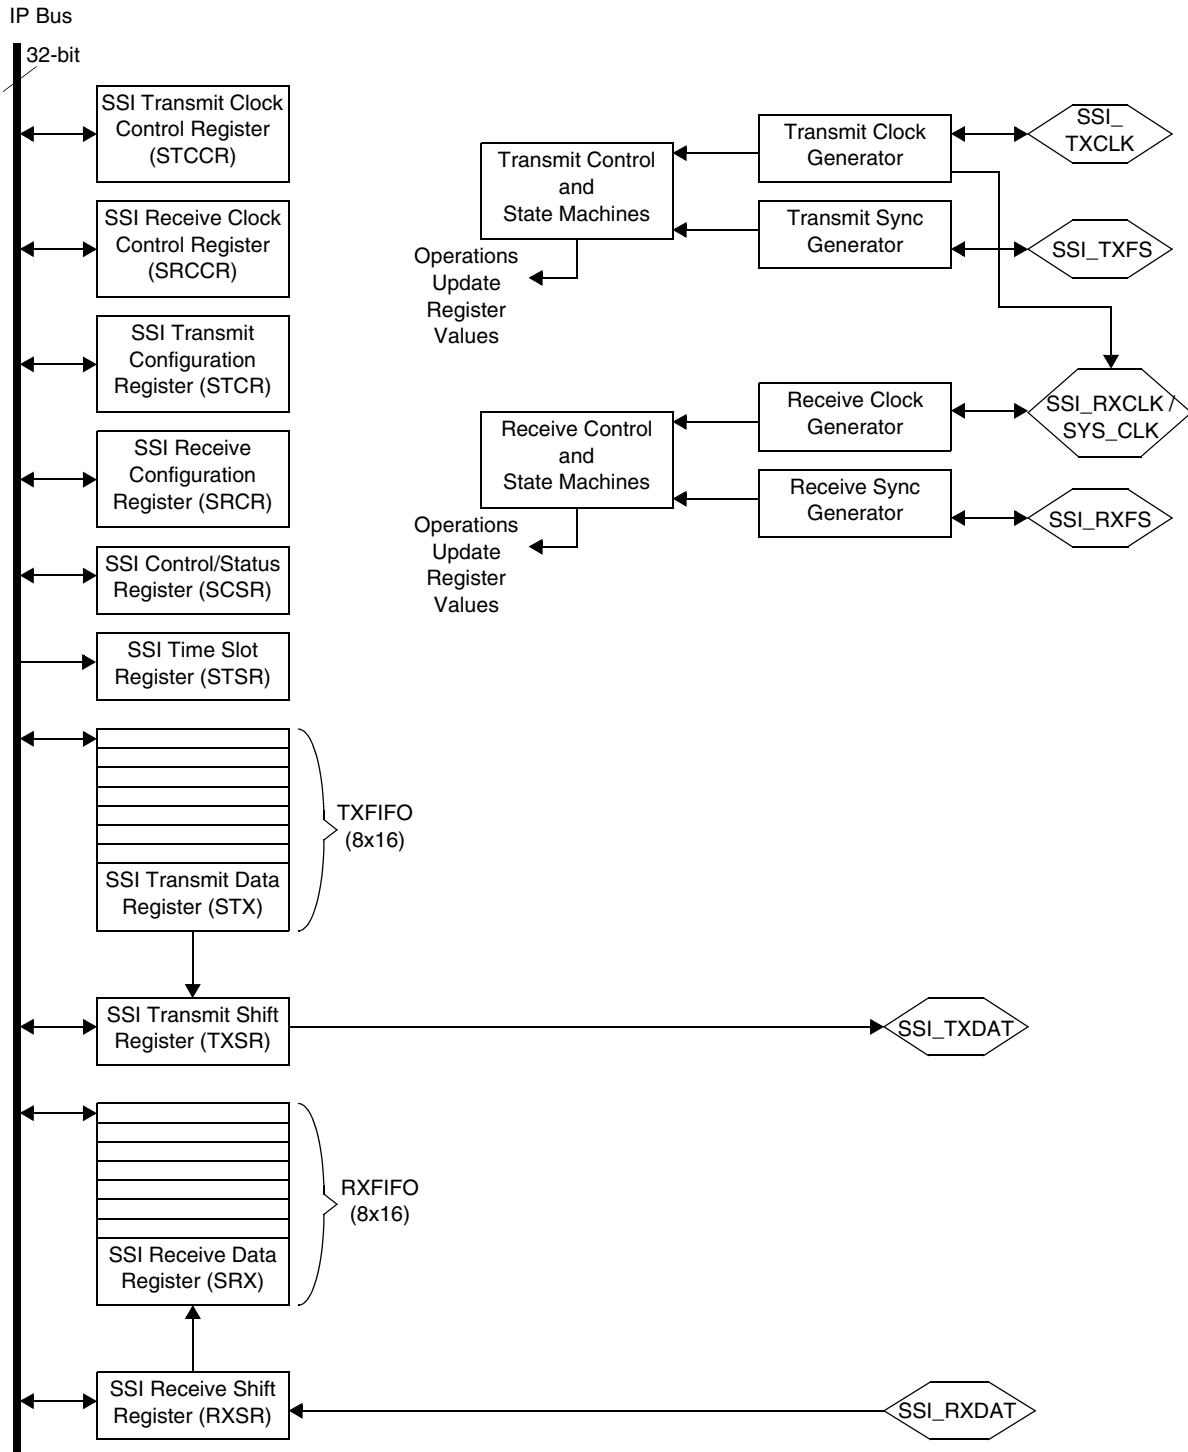 IP Bus
32-bit
SSI Transmit Clock
Control Register
(STCCR)
SSI Receive Clock
Control Register
(SRCCR)
SSI Transmit
Configuration
Register (STCR)
SSI Receive
Configuration
Register (SRCR)
SSI Control/Status
Register (SCSR)
SSI Time Slot
Register (STSR)
TXFIFO
(8x16)
SSI Transmit Data
Register (STX)
SSI Transmit Shift
Register (TXSR)
SSI_TXDAT
RXFIFO
(8x16)
SSI Receive Data
Register (SRX)
SSI Receive Shift
Register (RXSR)
SSI_RXDAT
Transmit Control
and
State Machines
Operations
Update
Register
Values
Transmit Clock
Generator
SSI_
TXCLK
Transmit Sync
Generator
SSI_TXFS
Receive Control
and
State Machines
Operations
Update
Register
Values
Receive Clock
Generator
SSI_RXCLK /
SYS_CLK
Receive Sync
Generator
SSI_RXFS